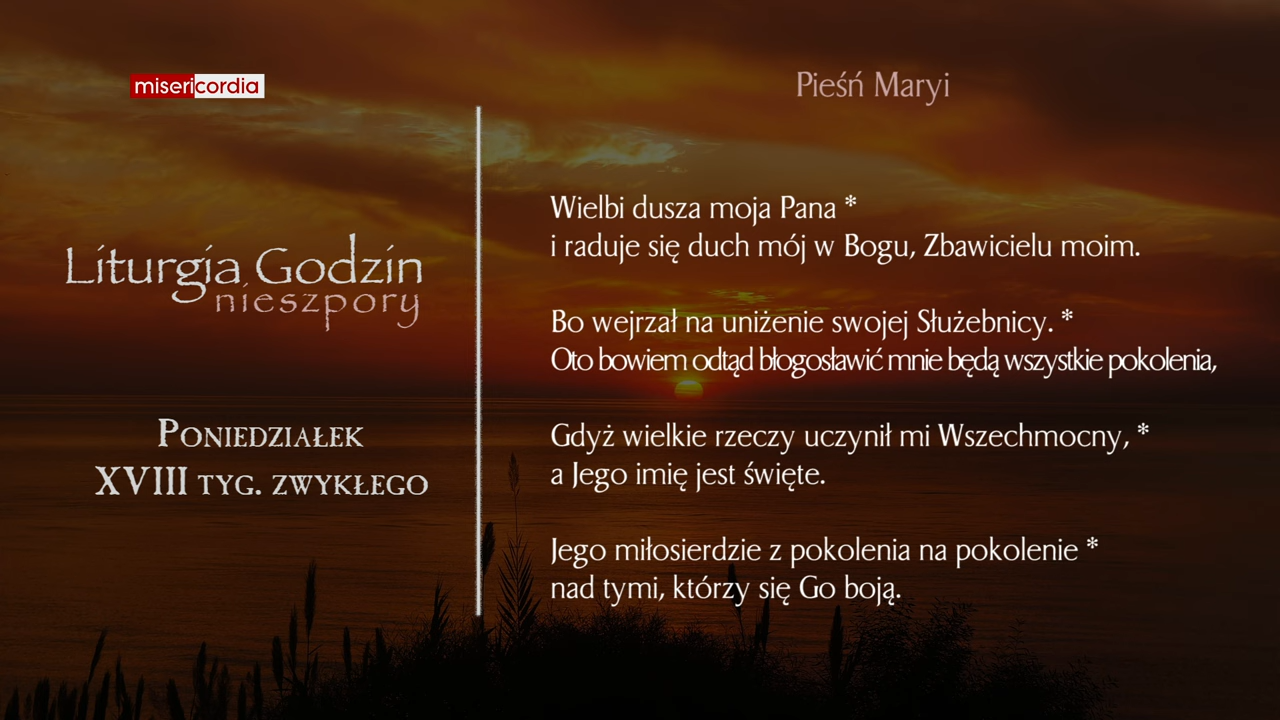 misericordia
Liturgia Godzin
nieszpory
Poniedziałek
XVIII tyg. zwykłego
Pieśń Maryi
Wielbi dusza moja Pana *
i raduje się duch mój w Bogu, Zbawicielu moim.
Bo wejrzał na uniżenie swojej Służebnicy. *
Oto bowiem odtąd błogosławić mnie będą wszystkie pokolenia,
Gdyż wielkie rzeczy uczynił mi Wszechmocny, *
a Jego imię jest święte.
Jego miłosierdzie z pokolenia na pokolenie *
nad tymi, którzy się Go boją.